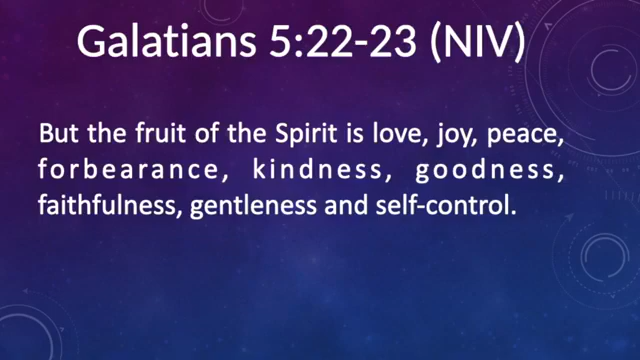 Galatians 5:22-23 (NIV)
But the fruit of the Spirit is love, joy, peace,
forbearance, kindness, goodness,
faithfulness, gentleness and self-control.